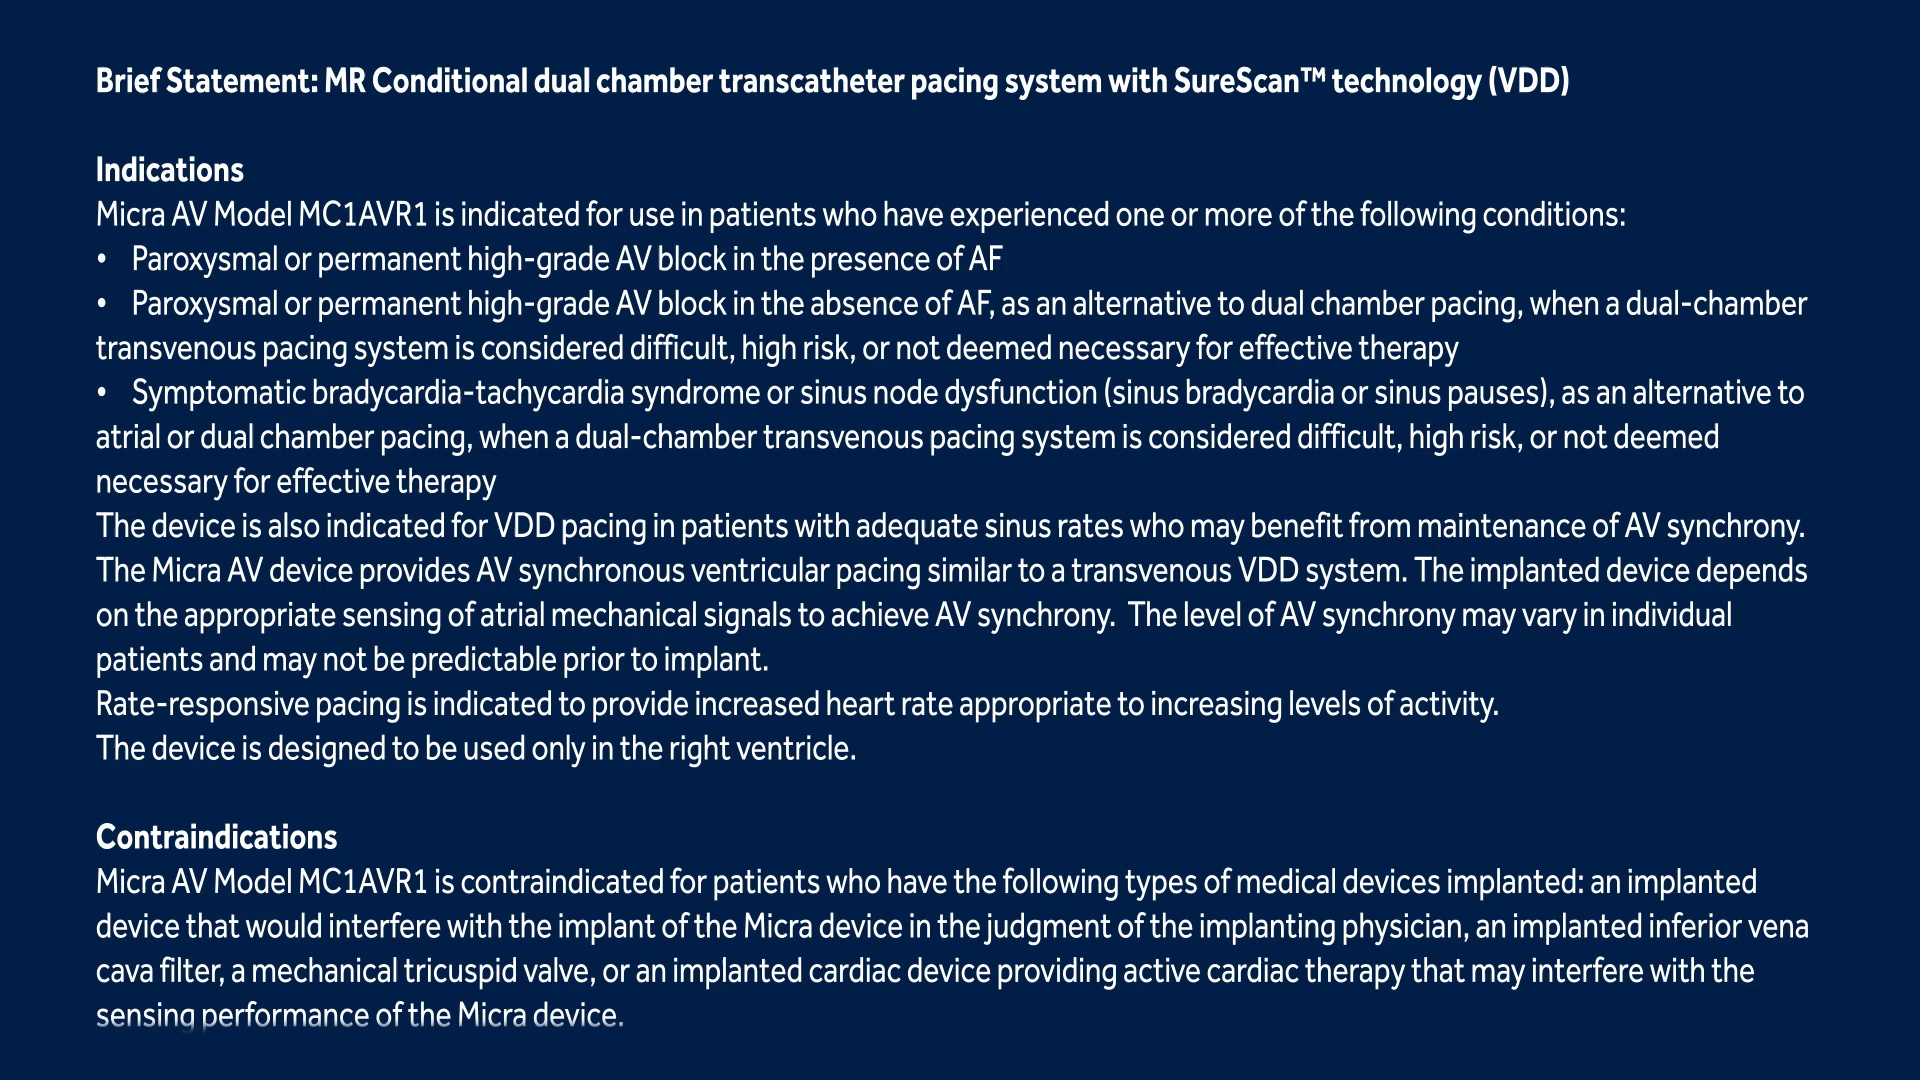 Brief Statement: MR Conditional dual chamber transcatheter pacing system with SureScan™ technology (VDD)
Indications
Micra AV Model MC1AVR1 is indicated for use in patients who have experienced one or more of the following conditions:
• Paroxysmal or permanent high-grade AV block in the presence of AF
• Paroxysmal or permanent high-grade AV block in the absence of AF, as an alternative to dual chamber pacing, when a dual-chamber
transvenous pacing system is considered difficult, high risk, or not deemed necessary for effective therapy
• Symptomatic bradycardia-tachycardia syndrome or sinus node dysfunction (sinus bradycardia or sinus pauses), as an alternative to
atrial or dual chamber pacing, when a dual-chamber transvenous pacing system is considered difficult, high risk, or not deemed
necessary for effective therapy
The device is also indicated for VDD pacing in patients with adequate sinus rates who may benefit from maintenance of AV synchrony.
The Micra AV device provides AV synchronous ventricular pacing similar to a transvenous VDD system. The implanted device depends
on the appropriate sensing of atrial mechanical signals to achieve AV synchrony.  The level of AV synchrony may vary in individual
patients and may not be predictable prior to implant.
Rate-responsive pacing is indicated to provide increased heart rate appropriate to increasing levels of activity.
The device is designed to be used only in the right ventricle.
Contraindications
Micra AV Model MC1AVR1 is contraindicated for patients who have the following types of medical devices implanted: an implanted
device that would interfere with the implant of the Micra device in the judgment of the implanting physician, an implanted inferior vena
cava filter, a mechanical tricuspid valve, or an implanted cardiac device providing active cardiac therapy that may interfere with the
sensing performance of the Micra device.